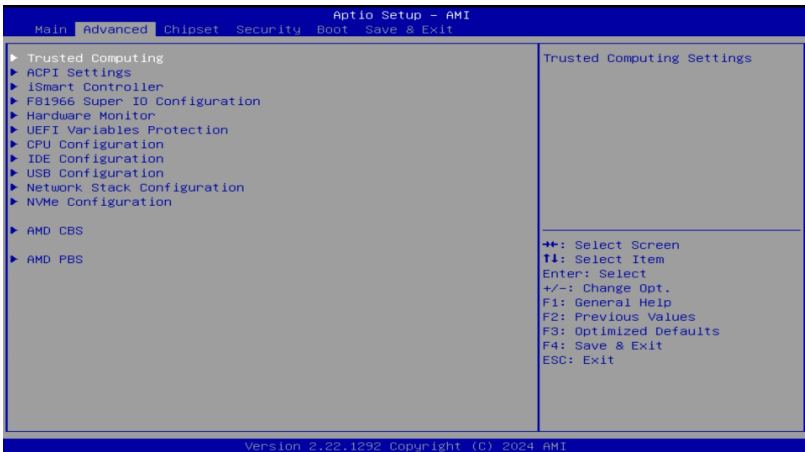 Aptio Setup – AMI
Main Advanced Chipset Security Boot Save & Exit
▶ Trusted Computing
▶ ACPI Settings
▶ iSmart Controller
▶ F81966 Super IO Configuration
▶ Hardware Monitor
▶ UEFI Variables Protection
▶ CPU Configuration
▶ IDE Configuration
▶ USB Configuration
▶ Network Stack Configuration
▶ NVMe Configuration
▶ AMD CBS
▶ AMD PBS
Trusted Computing Settings
→←: Select Screen
↑↓: Select Item
Enter: Select
+/-: Change Opt.
F1: General Help
F2: Previous Values
F3: Optimized Defaults
F4: Save & Exit
ESC: Exit
Version 2.22.1292 Copyright (C) 2024 AMI